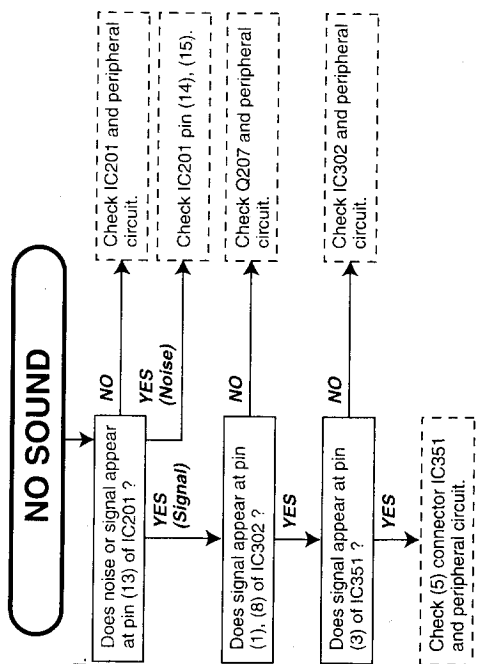 NO SOUND
Does noise or signal appear
at pin (13) of IC201 ?
NO
Check IC201 and peripheral
circuit.
YES
(Noise)
Check IC201 pin (14), (15).
YES
(Signal)
Does signal appear at pin
(1), (8) of IC302 ?
NO
Check Q207 and peripheral
circuit.
YES
Does signal appear at pin
(3) of IC351 ?
NO
Check IC302 and peripheral
circuit.
YES
Check (5) connector IC351
and peripheral circuit.